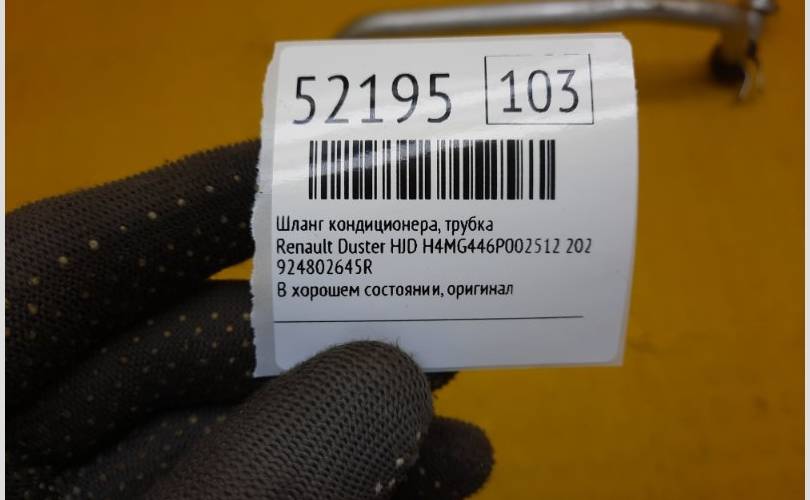 52195 103
Шланг кондиционера, трубка
Renault Duster HJD H4MG446P002512 202
924802645R
В хорошем состоянии, оригинал